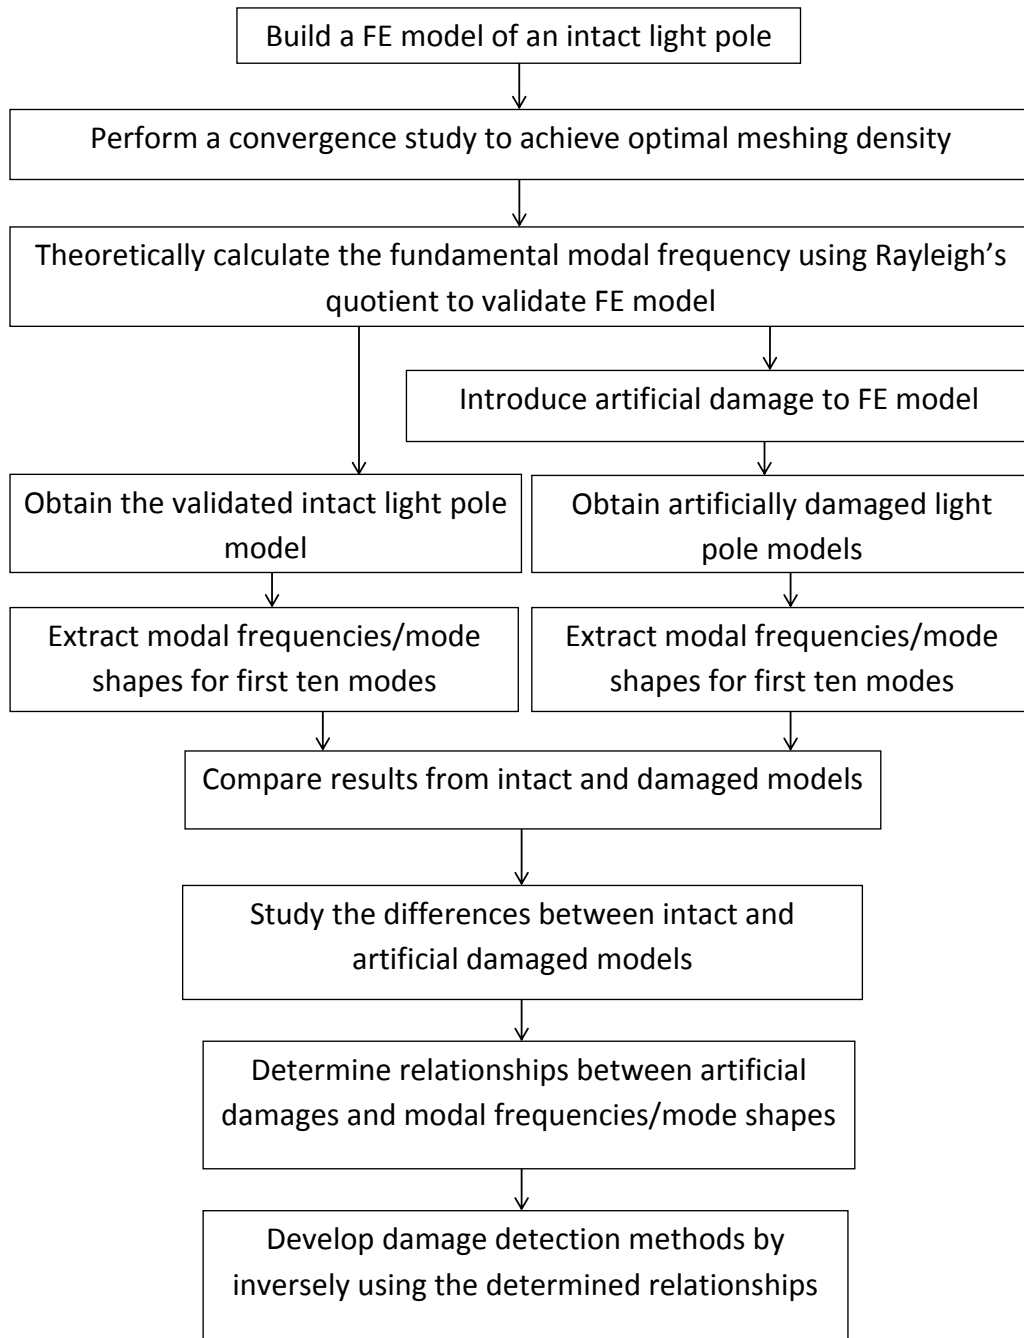 Build a FE model of an intact light pole
Perform a convergence study to achieve optimal meshing density
Theoretically calculate the fundamental modal frequency using Rayleigh’s
quotient to validate FE model
Introduce artificial damage to FE model
Obtain the validated intact light pole
model
Obtain artificially damaged light
pole models
Extract modal frequencies/mode
shapes for first ten modes
Extract modal frequencies/mode
shapes for first ten modes
Compare results from intact and damaged models
Study the differences between intact and
artificial damaged models
Determine relationships between artificial
damages and modal frequencies/mode shapes
Develop damage detection methods by
inversely using the determined relationships